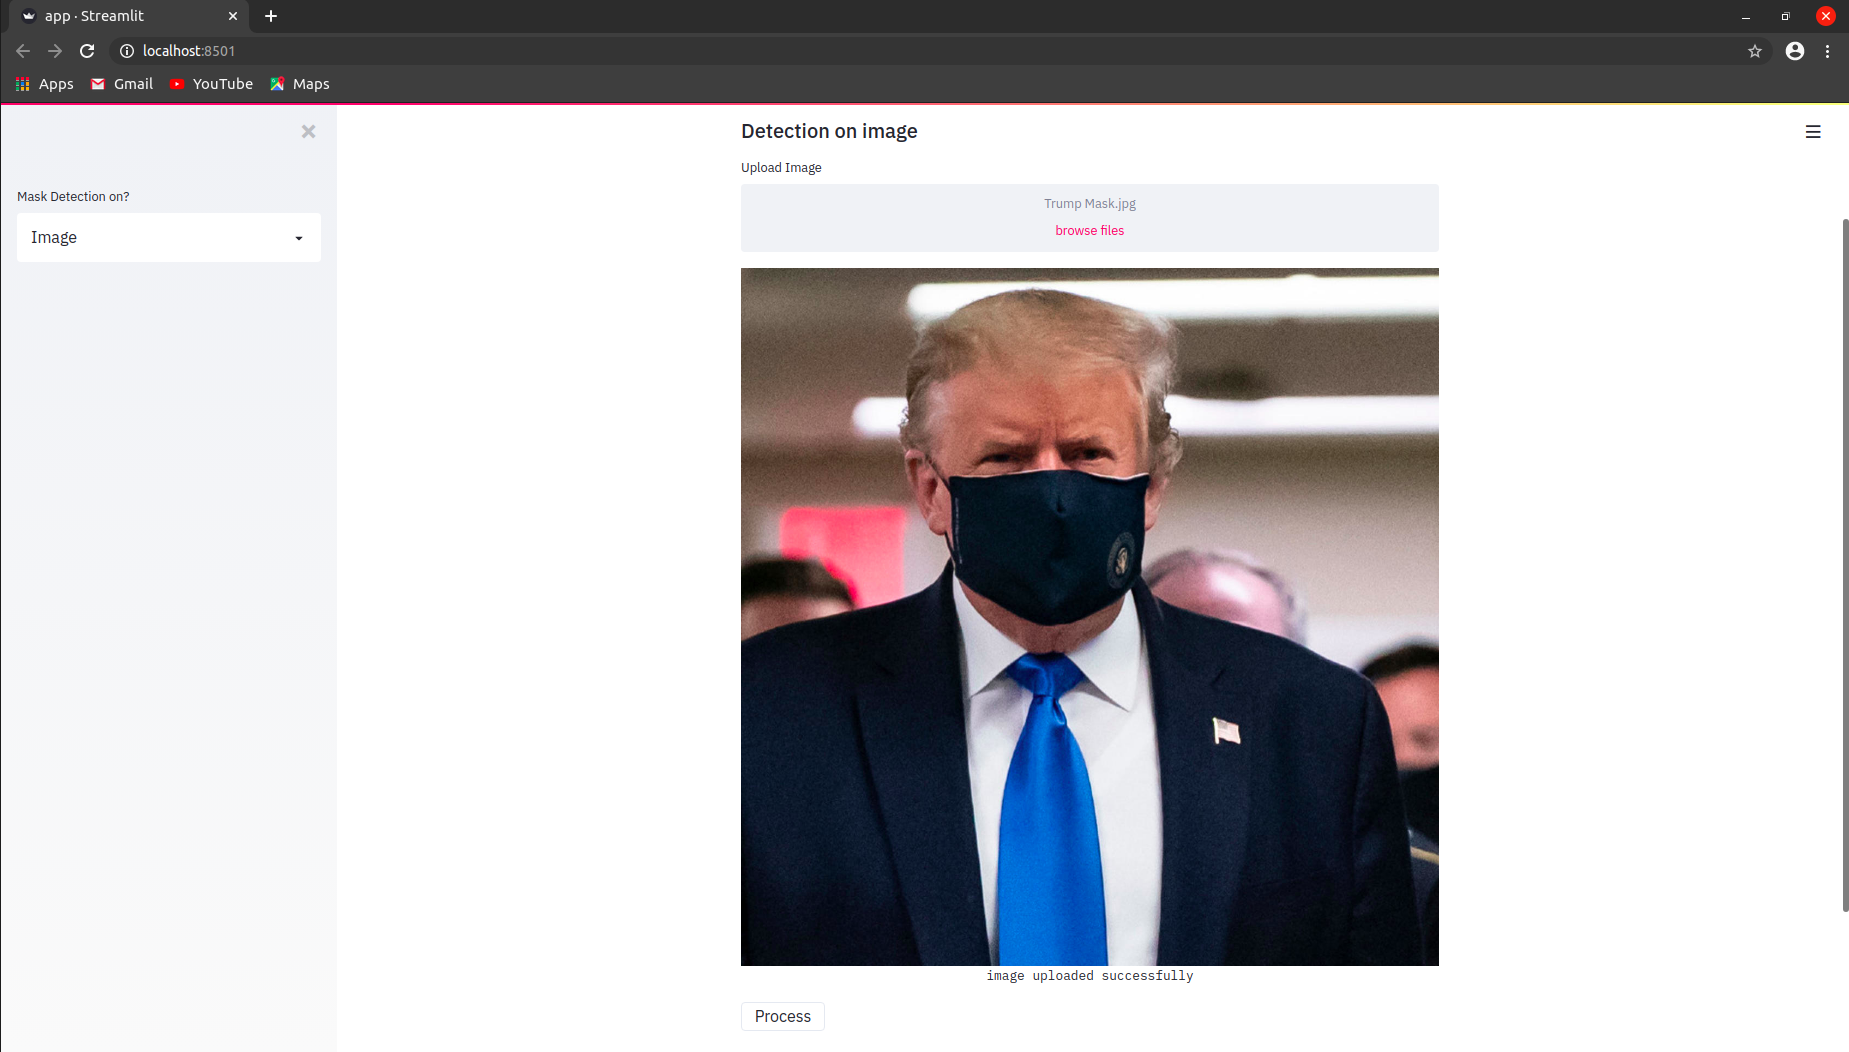 app · Streamlit
localhost:8501
Apps Gmail YouTube Maps
Mask Detection on?
Image
Detection on image
Upload Image
Trump Mask.jpg
browse files
image uploaded successfully
Process